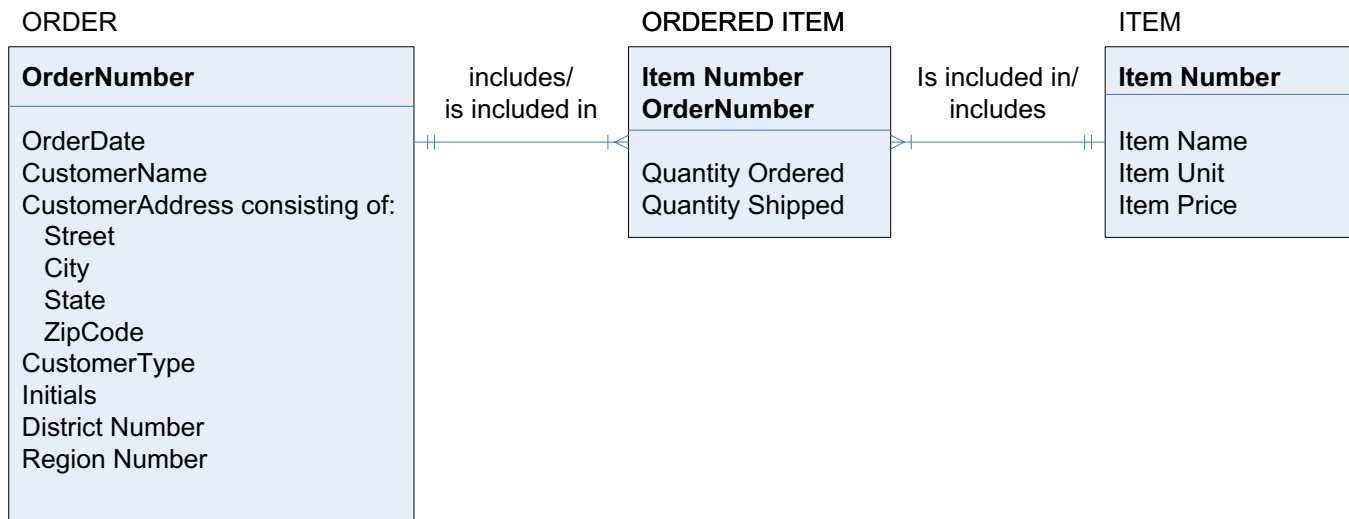 ORDER
OrderNumber
OrderDate
CustomerName
CustomerAddress consisting of:
Street
City
State
ZipCode
CustomerType
Initials
District Number
Region Number
includes/
is included in
ORDERED ITEM
Item Number
OrderNumber
Quantity Ordered
Quantity Shipped
Is included in/
includes
ITEM
Item Number
Item Name
Item Unit
Item Price